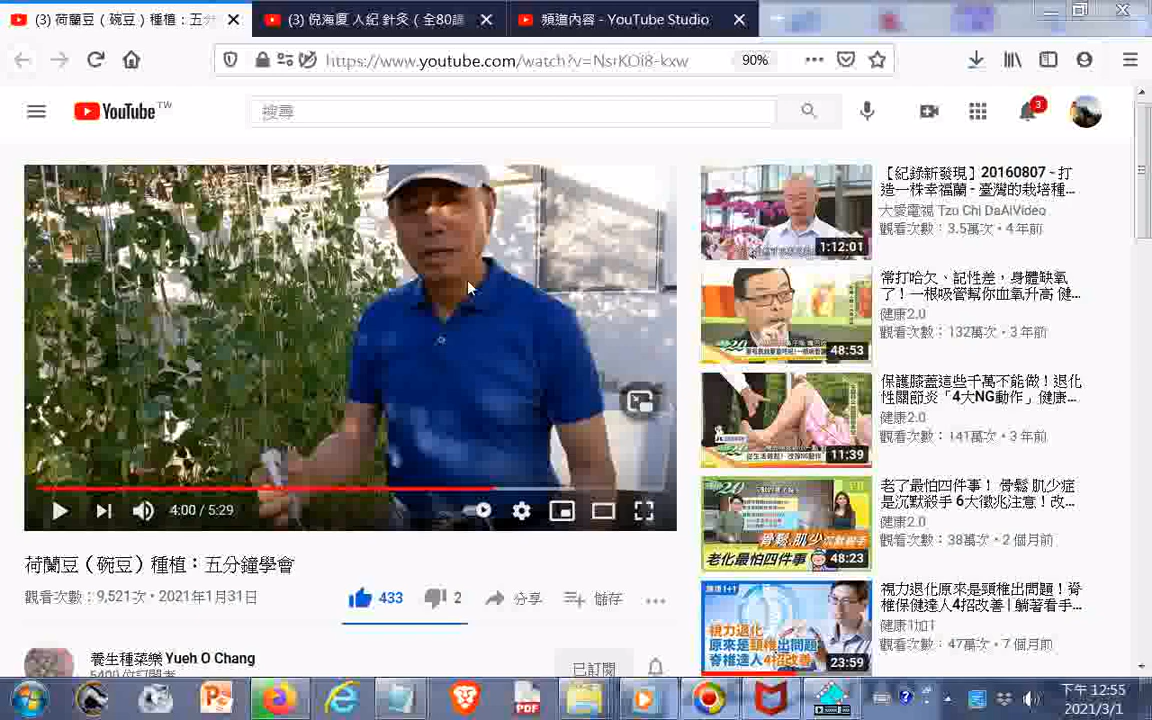 (3) 荷蘭豆（碗豆）種植：五分
(3) 倪海厦 人紀 針灸（全80課
頻道內容 - YouTube Studio
https://www.youtube.com/watch?v=NsrKOi8-kxw
90%
YouTube TW
搜尋
3
4:00 / 5:29
荷蘭豆（碗豆）種植：五分鐘學會
觀看次數：9,521次・2021年1月31日
433
2
分享
儲存
養生種菜樂 Yueh O Chang
已訂閱
【紀錄新發現】20160807 - 打
造一株幸福蘭 - 臺灣的栽培種...
大愛電視 Tzu Chi DaAiVideo
觀看次數：3.5萬次・4 年前
1:12:01
常打哈欠、記性差，身體缺氧
了！一根吸管幫你血氧升高 健...
健康2.0
觀看次數：132萬次・3 年前
48:53
保護膝蓋這些千萬不能做！退化
性關節炎「4大NG動作」健康...
健康2.0
觀看次數：141萬次・3 年前
11:39
老了最怕四件事！ 骨鬆 肌少症
是沉默殺手 6大徵兆注意！改...
健康2.0
觀看次數：38萬次・2 個月前
骨鬆、肌少
老化最怕四件事
48:23
視力退化原來是頸椎出問題！脊
椎保健達人4招改善 | 躺著看手...
健康1加1
觀看次數：47萬次・7 個月前
視力退化
原來是頸椎出問題
脊椎達人4招改善
23:59
PDF
下午 12:55
2021/3/1